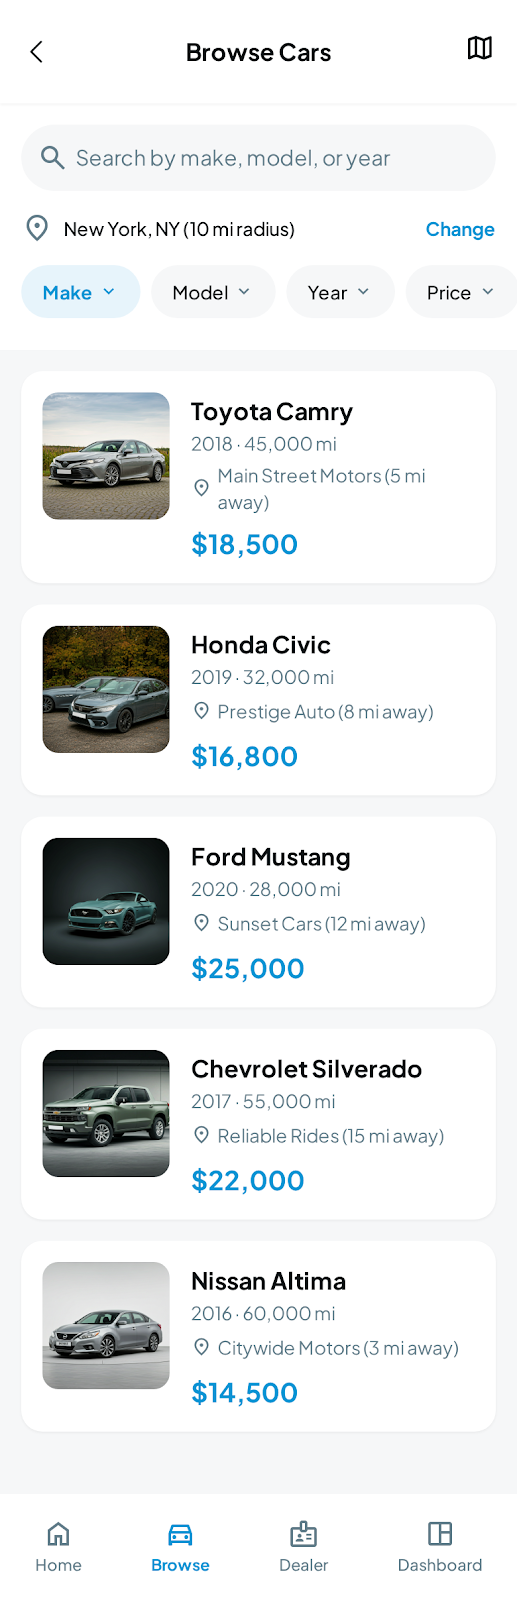 Browse Cars
Search by make, model, or year
New York, NY (10 mi radius)
Change
Make
Model
Year
Price
Toyota Camry
2018 · 45,000 mi
Main Street Motors (5 mi
away)
$18,500
Honda Civic
2019 · 32,000 mi
Prestige Auto (8 mi away)
$16,800
Ford Mustang
2020 · 28,000 mi
Sunset Cars (12 mi away)
$25,000
Chevrolet Silverado
2017 · 55,000 mi
Reliable Rides (15 mi away)
$22,000
Nissan Altima
2016 · 60,000 mi
Citywide Motors (3 mi away)
$14,500
Home
Browse
Dealer
Dashboard